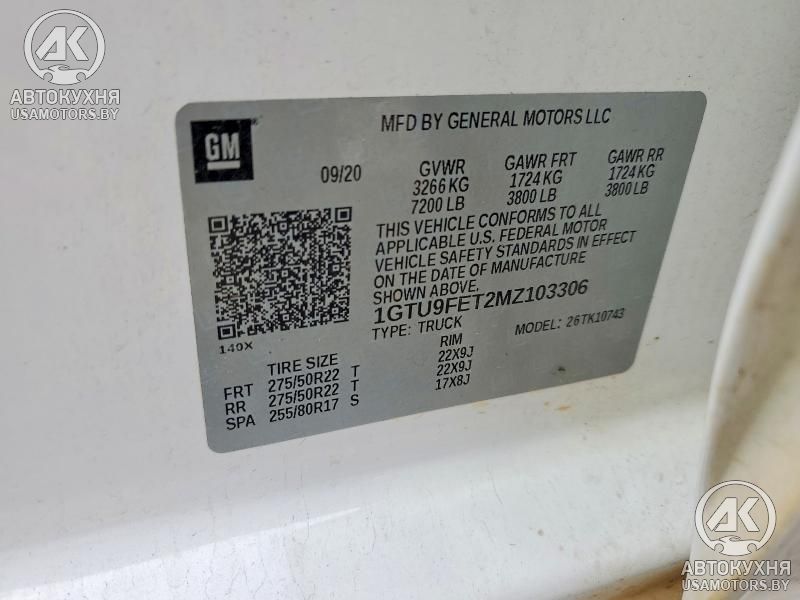 AK
АВТОКУХНЯ
USAMOTORS.BY
GM
MFD BY GENERAL MOTORS LLC
09/20 GVWR GAWR FRT GAWR RR
3266 KG 1724 KG 1724 KG
7200 LB 3800 LB 3800 LB
THIS VEHICLE CONFORMS TO ALL
APPLICABLE U.S. FEDERAL MOTOR
VEHICLE SAFETY STANDARDS IN EFFECT
ON THE DATE OF MANUFACTURE
SHOWN ABOVE.
1GTU9FET2MZ103306
TYPE: TRUCK MODEL: 26TK10743
140X
TIRE SIZE RIM
FRT 275/50R22 T 22X9J
RR 275/50R22 T 22X9J
SPA 255/80R17 S 17X8J
AK
АВТОКУХНЯ
USAMOTORS.BY